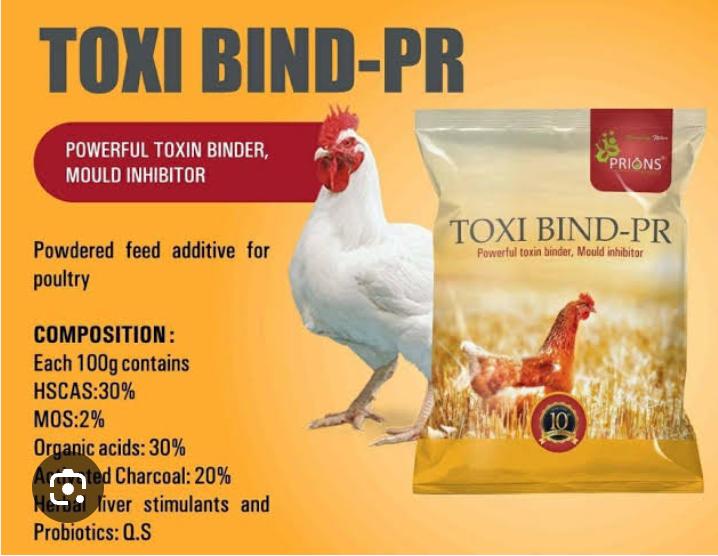 TOXI BIND-PR
POWERFUL TOXIN BINDER,
MOULD INHIBITOR
Powdered feed additive for
poultry
COMPOSITION:
Each 100g contains
HSCAS:30%
MOS:2%
Organic acids: 30%
Activated Charcoal: 20%
Herbal liver stimulants and
Probiotics: Q.S
PRIONS
TOXI BIND-PR
Powerful toxin binder, Mould inhibitor
10